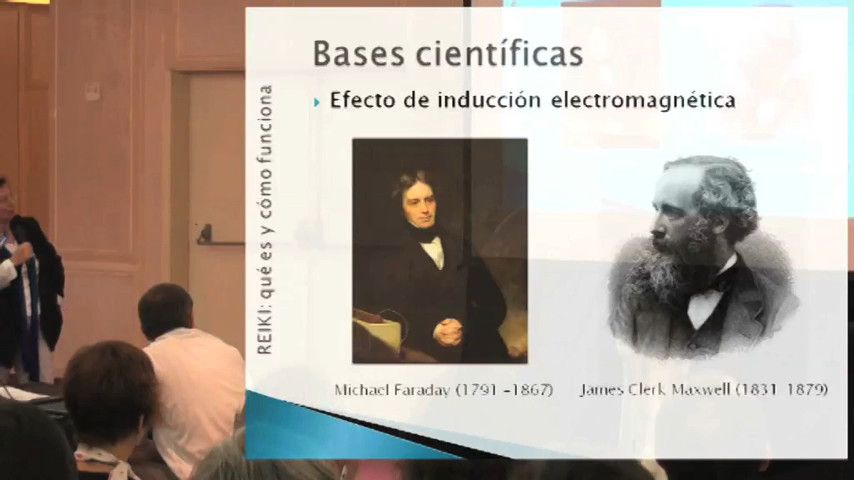 Bases científicas
Efecto de inducción electromagnética
REIKI: qué es y cómo funciona
Michael Faraday (1791 –1867)
James Clerk Maxwell (1831 1879)